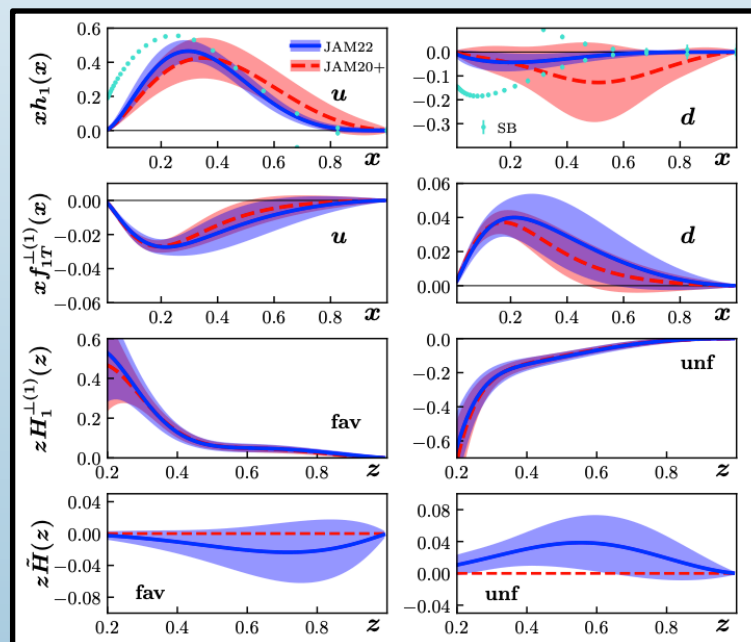 0.6
0.4
0.2
0.0
xh₁(x)
JAM22
JAM20+
u
0.2 0.4 0.6 0.8 x
0.0
−0.1
−0.2
−0.3
SB
d
0.2 0.4 0.6 0.8 x
0.00
−0.02
−0.04
−0.06
xf₁T^⊥(1)(x)
u
0.2 0.4 0.6 0.8 x
0.06
0.04
0.02
0.00
d
0.2 0.4 0.6 0.8 x
0.6
0.4
0.2
0.0
zH₁^⊥(1)(z)
fav
0.2 0.4 0.6 0.8 z
0.0
−0.2
−0.4
−0.6
unf
0.2 0.4 0.6 0.8 z
0.04
0.00
−0.04
−0.08
zH̃(z)
fav
0.2 0.4 0.6 0.8 z
0.08
0.04
0.00
−0.04
unf
0.2 0.4 0.6 0.8 z